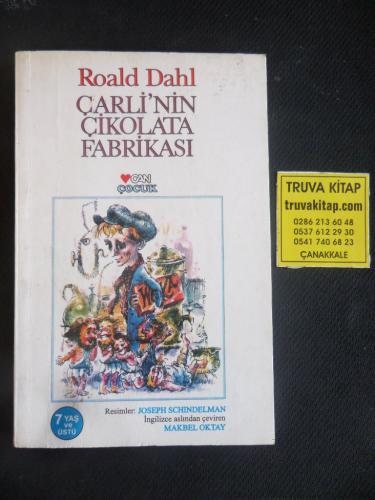 Roald Dahl
ÇARLİ'NİN
ÇİKOLATA
FABRİKASI
CAN
ÇOCUK
7 YAŞ
ve
ÜSTÜ
Resimler: JOSEPH SCHINDELMAN
İngilizce aslından çeviren
MAKBEL OKTAY
TRUVA KİTAP
truvakitap.com
0286 213 60 48
0537 612 29 30
0541 740 68 23
ÇANAKKALE